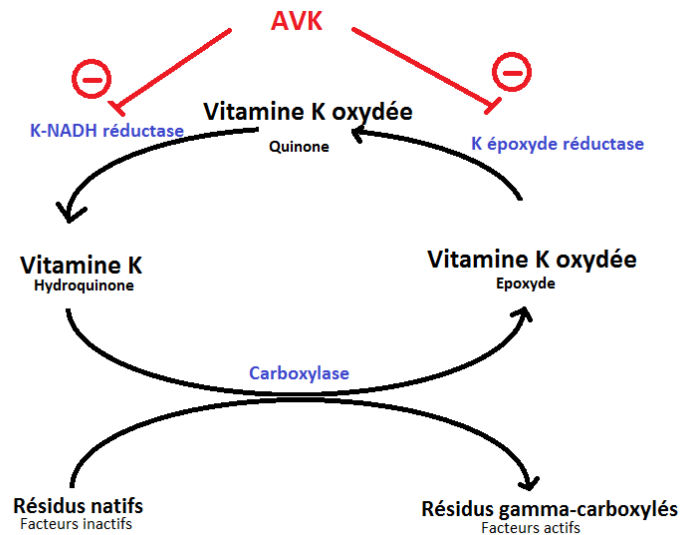 AVK
Vitamine K oxydée
K-NADH réductase
Quinone
K époxyde réductase
Vitamine K
Hydroquinone
Vitamine K oxydée
Epoxyde
Carboxylase
Résidus natifs
Facteurs inactifs
Résidus gamma-carboxylés
Facteurs actifs